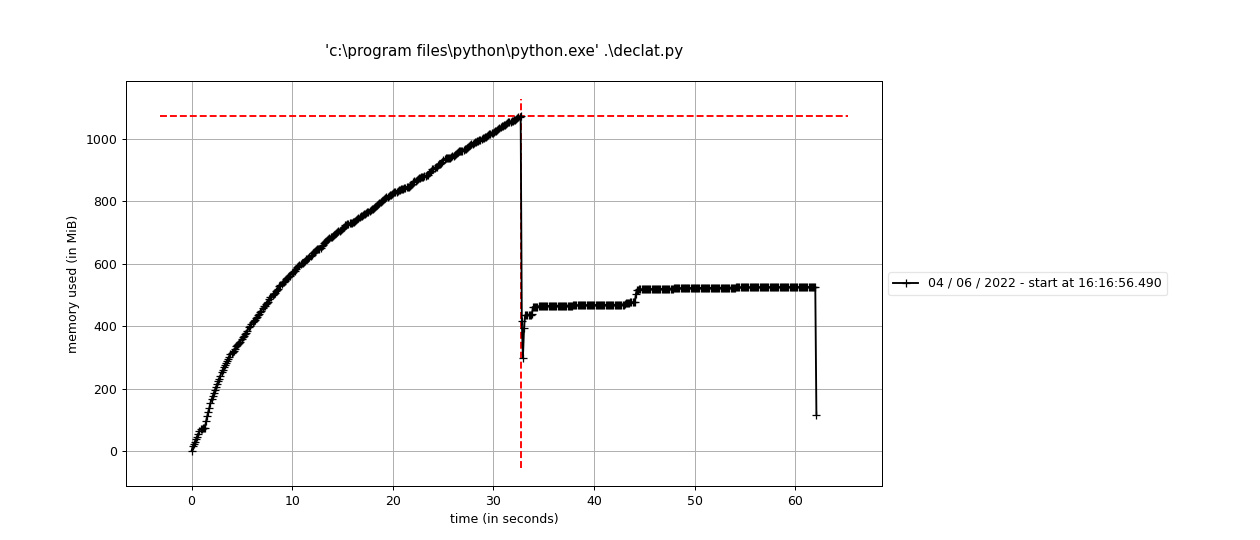 'c:\program files\python\python.exe' .\declat.py
1000
800
600
400
200
0
memory used (in MiB)
0 10 20 30 40 50 60
time (in seconds)
04 / 06 / 2022 - start at 16:16:56.490